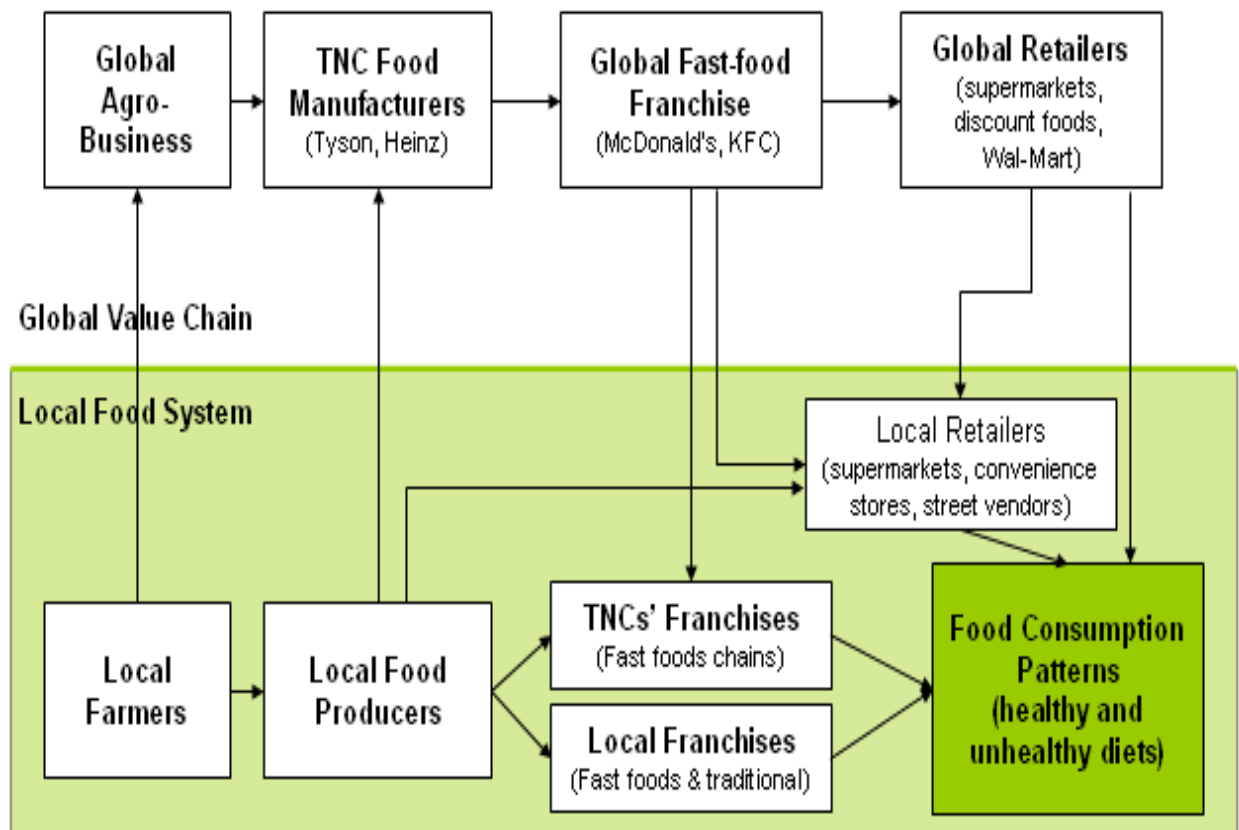 Global
Agro-
Business
TNC Food
Manufacturers
(Tyson, Heinz)
Global Fast-food
Franchise
(McDonald's, KFC)
Global Retailers
(supermarkets,
discount foods,
Wal-Mart)
Global Value Chain
Local Food System
Local Retailers
(supermarkets, convenience
stores, street vendors)
Local
Farmers
Local Food
Producers
TNCs' Franchises
(Fast foods chains)
Local Franchises
(Fast foods & traditional)
Food Consumption
Patterns
(healthy and
unhealthy diets)